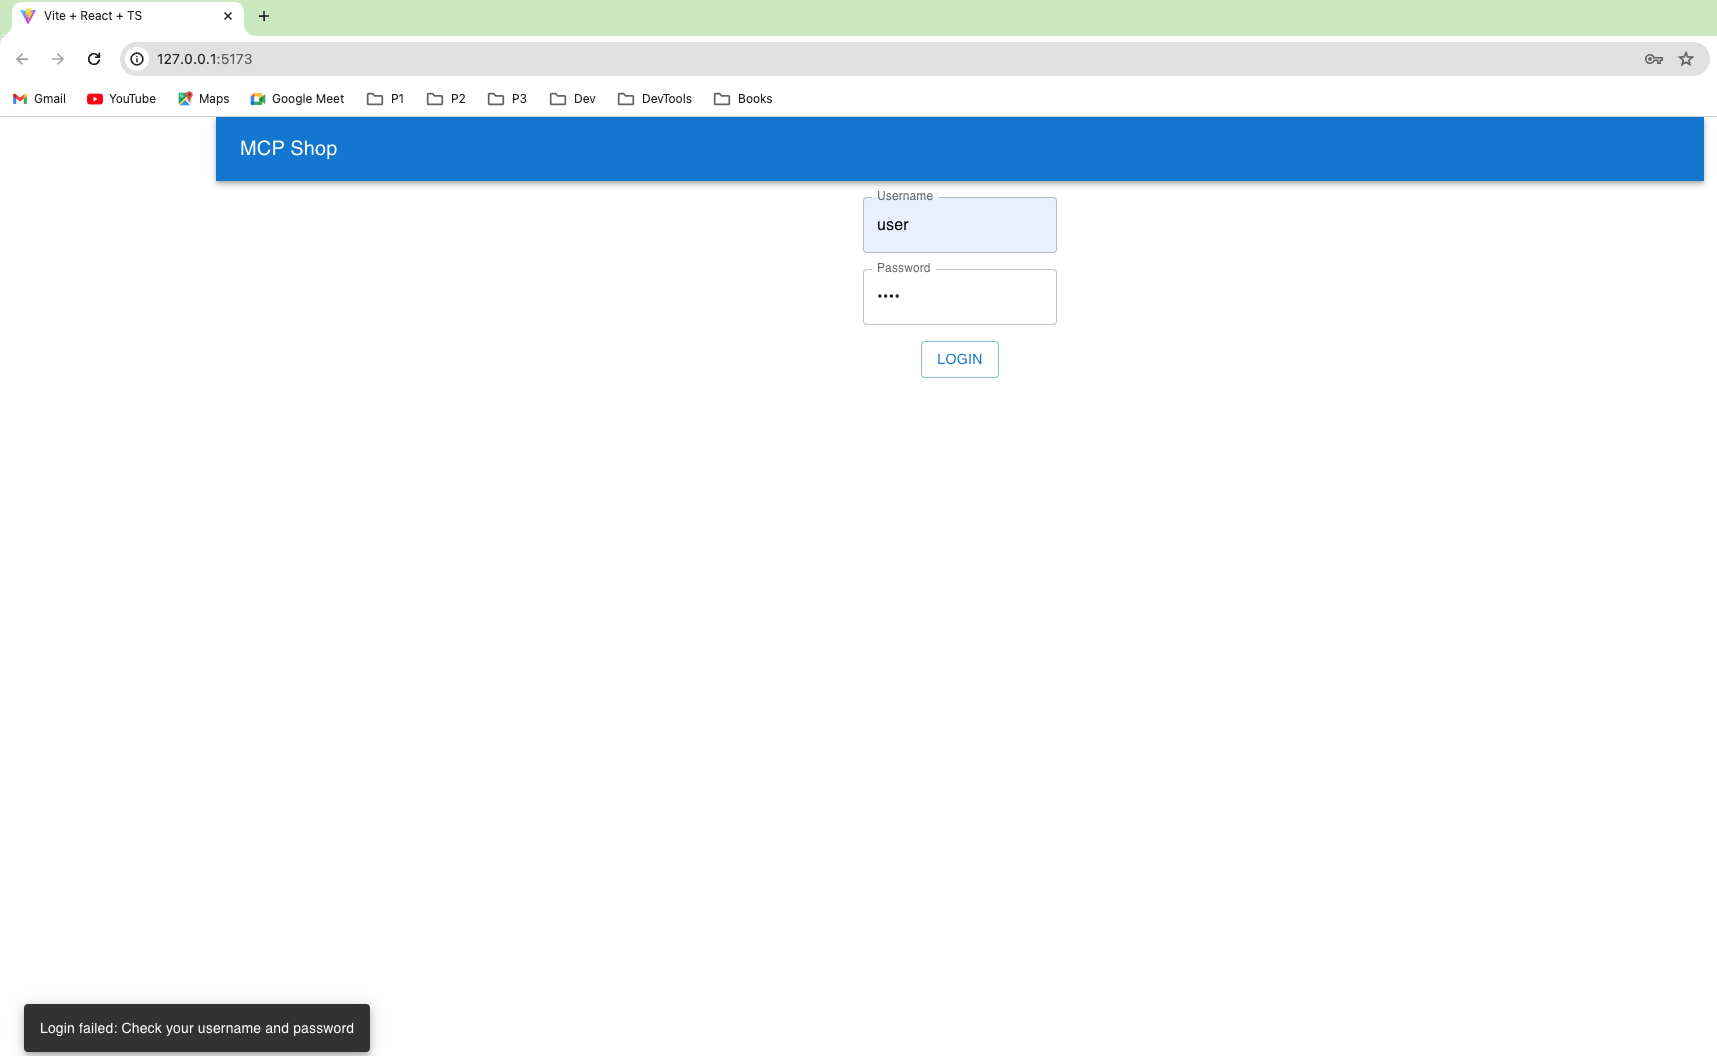 Vite + React + TS
127.0.0.1:5173
Gmail YouTube Maps Google Meet P1 P2 P3 Dev DevTools Books
MCP Shop
Username
user
Password
••••
LOGIN
Login failed: Check your username and password